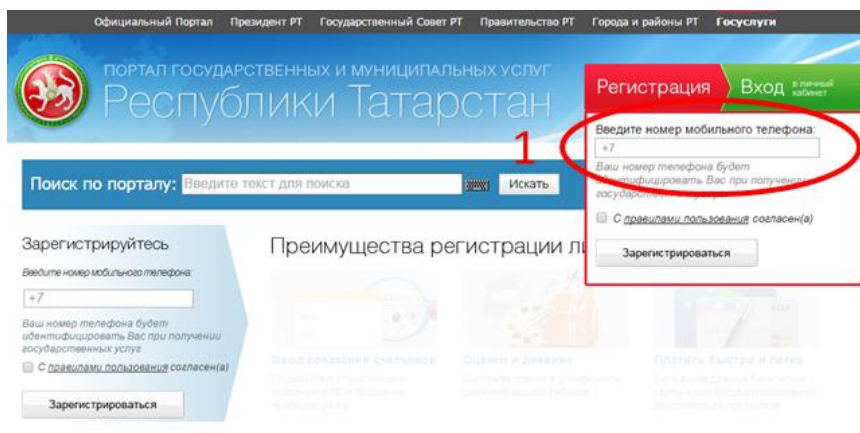 Официальный Портал Президент РТ Государственный Совет РТ Правительство РТ Города и районы РТ Госуслуги
ПОРТАЛ ГОСУДАРСТВЕННЫХ И МУНИЦИПАЛЬНЫХ УСЛУГ
Республики Татарстан
Регистрация Вход в личный кабинет
1
Введите номер мобильного телефона:
+7
Ваш номер телефона будет
идентифицировать Вас при получении
государственных
С правилами пользования согласен(а)
Зарегистрироваться
Поиск по порталу: Введите текст для поиска Искать
Зарегистрируйтесь
Введите номер мобильного телефона:
+7
Ваш номер телефона будет
идентифицировать Вас при получении
государственных услуг
С правилами пользования согласен(а)
Зарегистрироваться
Преимущества регистрации ли
Ввод показаний счетчиков
Оценки и дневник
Платить быстро и легко